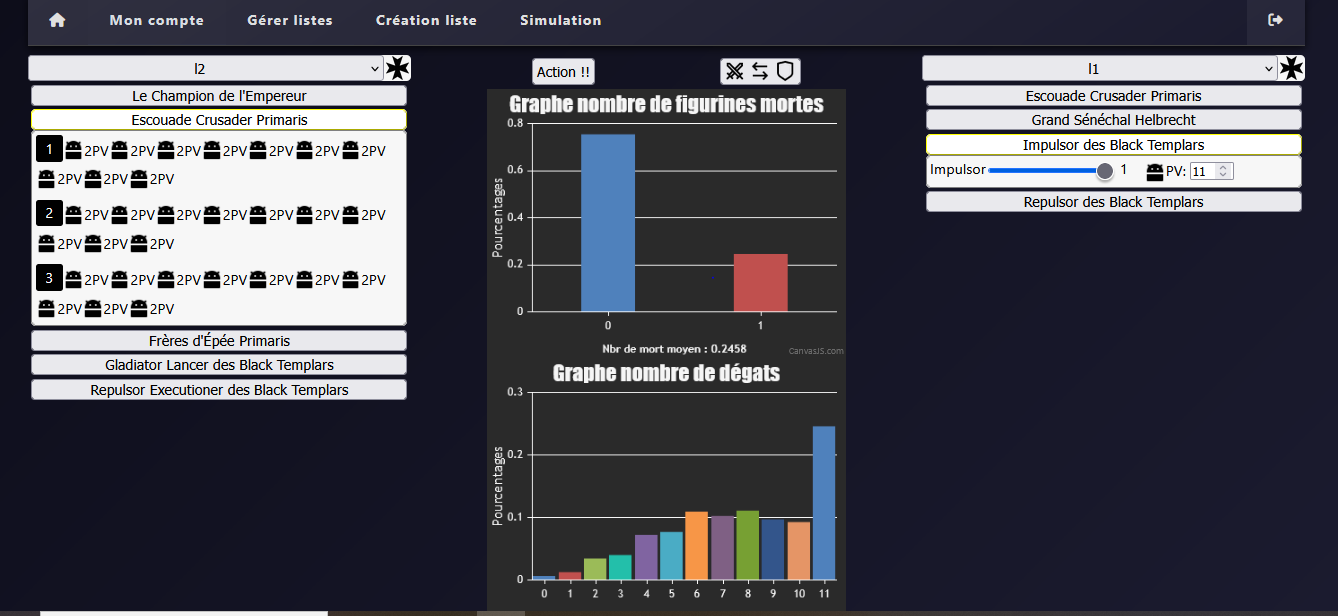 Mon compte Gérer listes Création liste Simulation
l2
Le Champion de l'Empereur
Escouade Crusader Primaris
1 2PV 2PV 2PV 2PV 2PV 2PV 2PV
2PV 2PV 2PV
2 2PV 2PV 2PV 2PV 2PV 2PV 2PV
2PV 2PV 2PV
3 2PV 2PV 2PV 2PV 2PV 2PV 2PV
2PV 2PV 2PV
Frères d'Épée Primaris
Gladiator Lancer des Black Templars
Repulsor Executioner des Black Templars
Action !!
Graphe nombre de figurines mortes
Pourcentages
0.8
0.6
0.4
0.2
0
0 1
Nbr de mort moyen : 0.2458
CanvasJS.com
Graphe nombre de dégats
Pourcentages
0.3
0.2
0.1
0
0 1 2 3 4 5 6 7 8 9 10 11
l1
Escouade Crusader Primaris
Grand Sénéchal Helbrecht
Impulsor des Black Templars
Impulsor 1 PV: 11
Repulsor des Black Templars